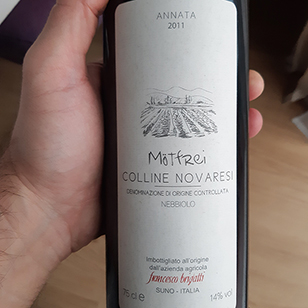 ANNATA
2011
Mötfrei
COLLINE NOVARESI
DENOMINAZIONE DI ORIGINE CONTROLLATA
NEBBIOLO
imbottigliato all'origine
dall'azienda agricola
francesco brigatti
75 cl e
SUNO - ITALIA
14% vol